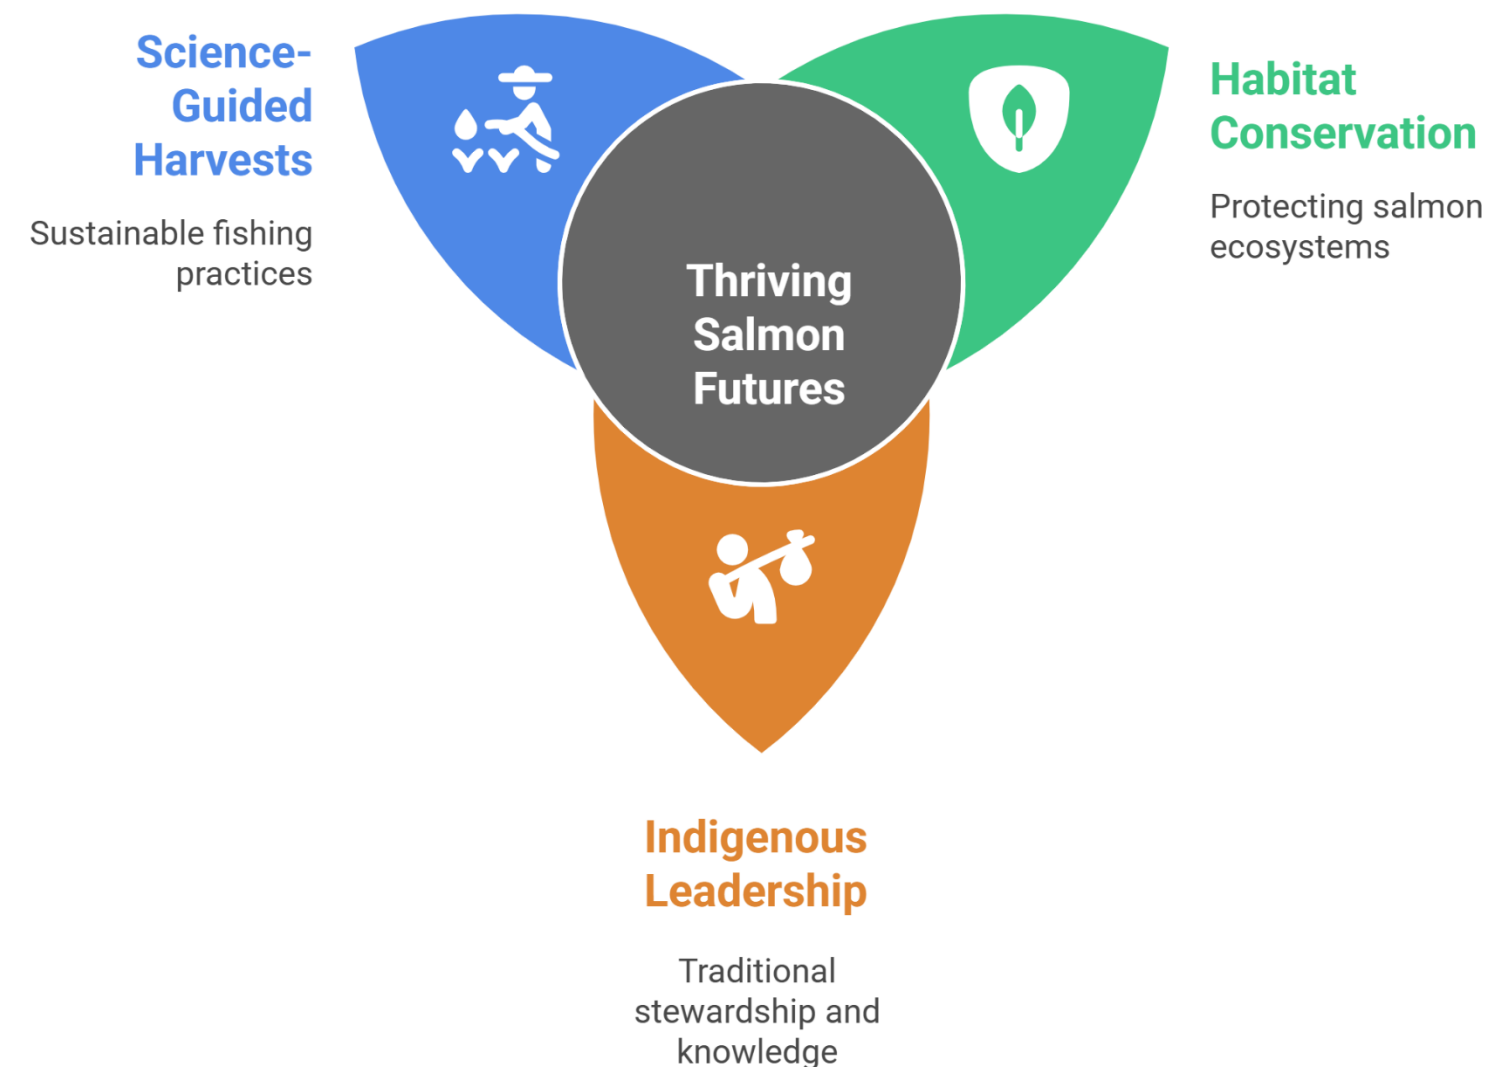 Science-
Guided
Harvests
Sustainable fishing
practices
Habitat
Conservation
Protecting salmon
ecosystems
Thriving
Salmon
Futures
Indigenous
Leadership
Traditional
stewardship and
knowledge